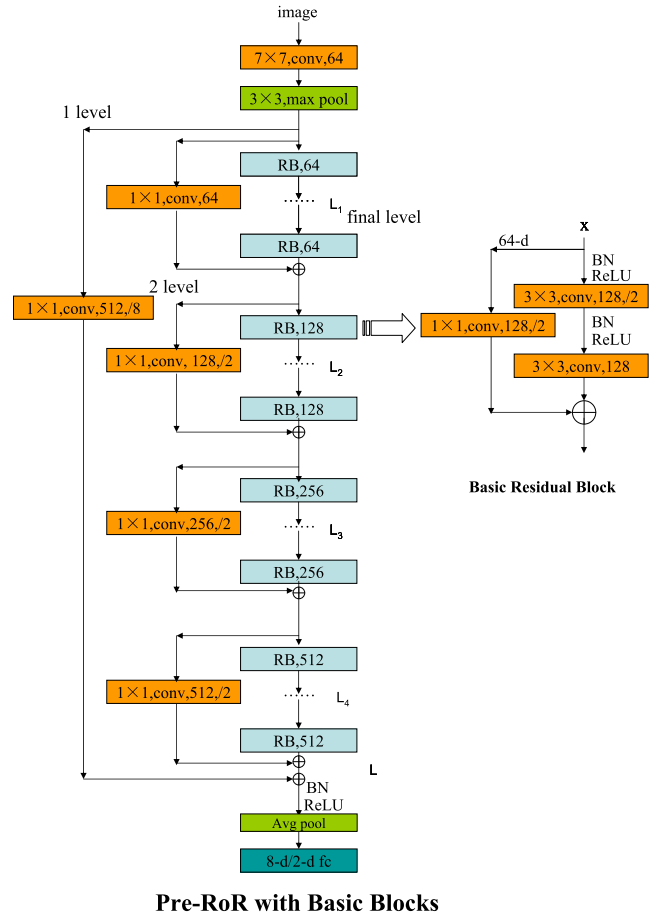 image
7×7,conv,64
3×3,max pool
1 level
RB,64
1×1,conv,64
L1
final level
RB,64
2 level
1×1,conv,512,/8
RB,128
1×1,conv, 128,/2
L2
RB,128
RB,256
1×1,conv,256,/2
L3
RB,256
RB,512
1×1,conv,512,/2
L4
RB,512
L
BN
ReLU
Avg pool
8-d/2-d fc
x
64-d
BN
ReLU
3×3,conv,128,/2
1×1,conv,128,/2
BN
ReLU
3×3,conv,128
Basic Residual Block
Pre-RoR with Basic Blocks